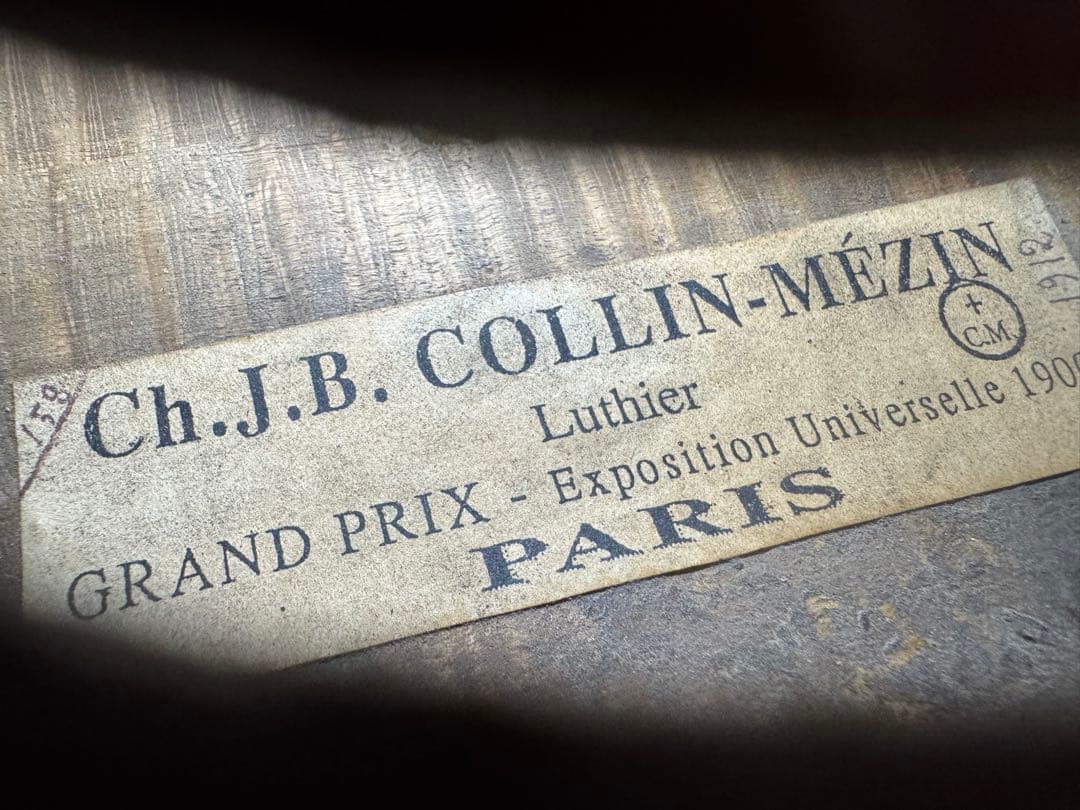 158
Ch.J.B. COLLIN-MÉZIN
1912
+
C.M.
Luthier
GRAND PRIX - Exposition Universelle 1900
PARIS